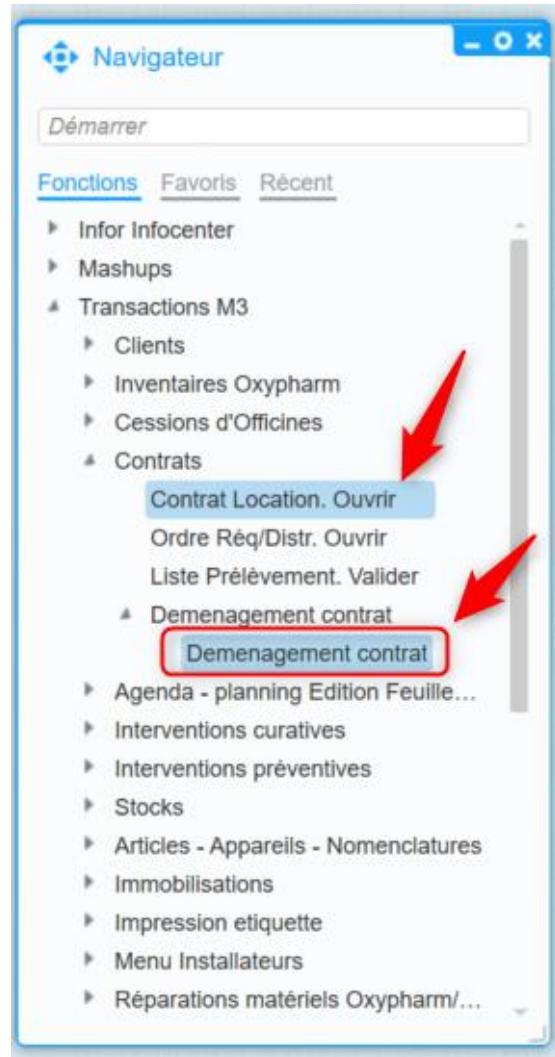 Navigateur
Démarrer
Fonctions Favoris Récent
Infor Infocenter
Mashups
Transactions M3
Clients
Inventaires Oxypharm
Cessions d'Officines
Contrats
Contrat Location. Ouvrir
Ordre Réq/Distr. Ouvrir
Liste Prélèvement. Valider
Demenagement contrat
Demenagement contrat
Agenda - planning Edition Feuille...
Interventions curatives
Interventions préventives
Stocks
Articles - Appareils - Nomenclatures
Immobilisations
Impression etiquette
Menu Installateurs
Réparations matériels Oxypharm/...